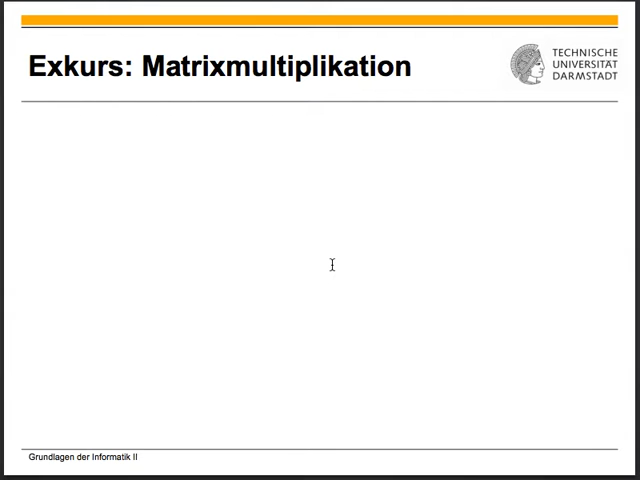 Exkurs: Matrixmultiplikation
TECHNISCHE
UNIVERSITÄT
DARMSTADT
Grundlagen der Informatik II